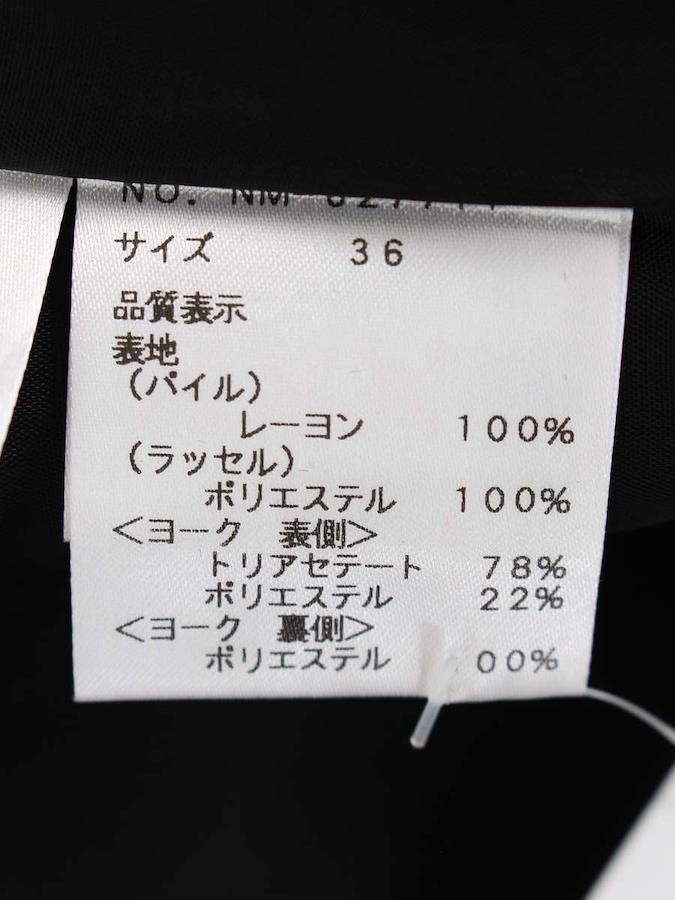 NO. NM
サイズ 36
品質表示
表地
(パイル)
レーヨン 100%
(ラッセル)
ポリエステル 100%
<ヨーク 表側>
トリアセテート 78%
ポリエステル 22%
<ヨーク 裏側>
ポリエステル 00%